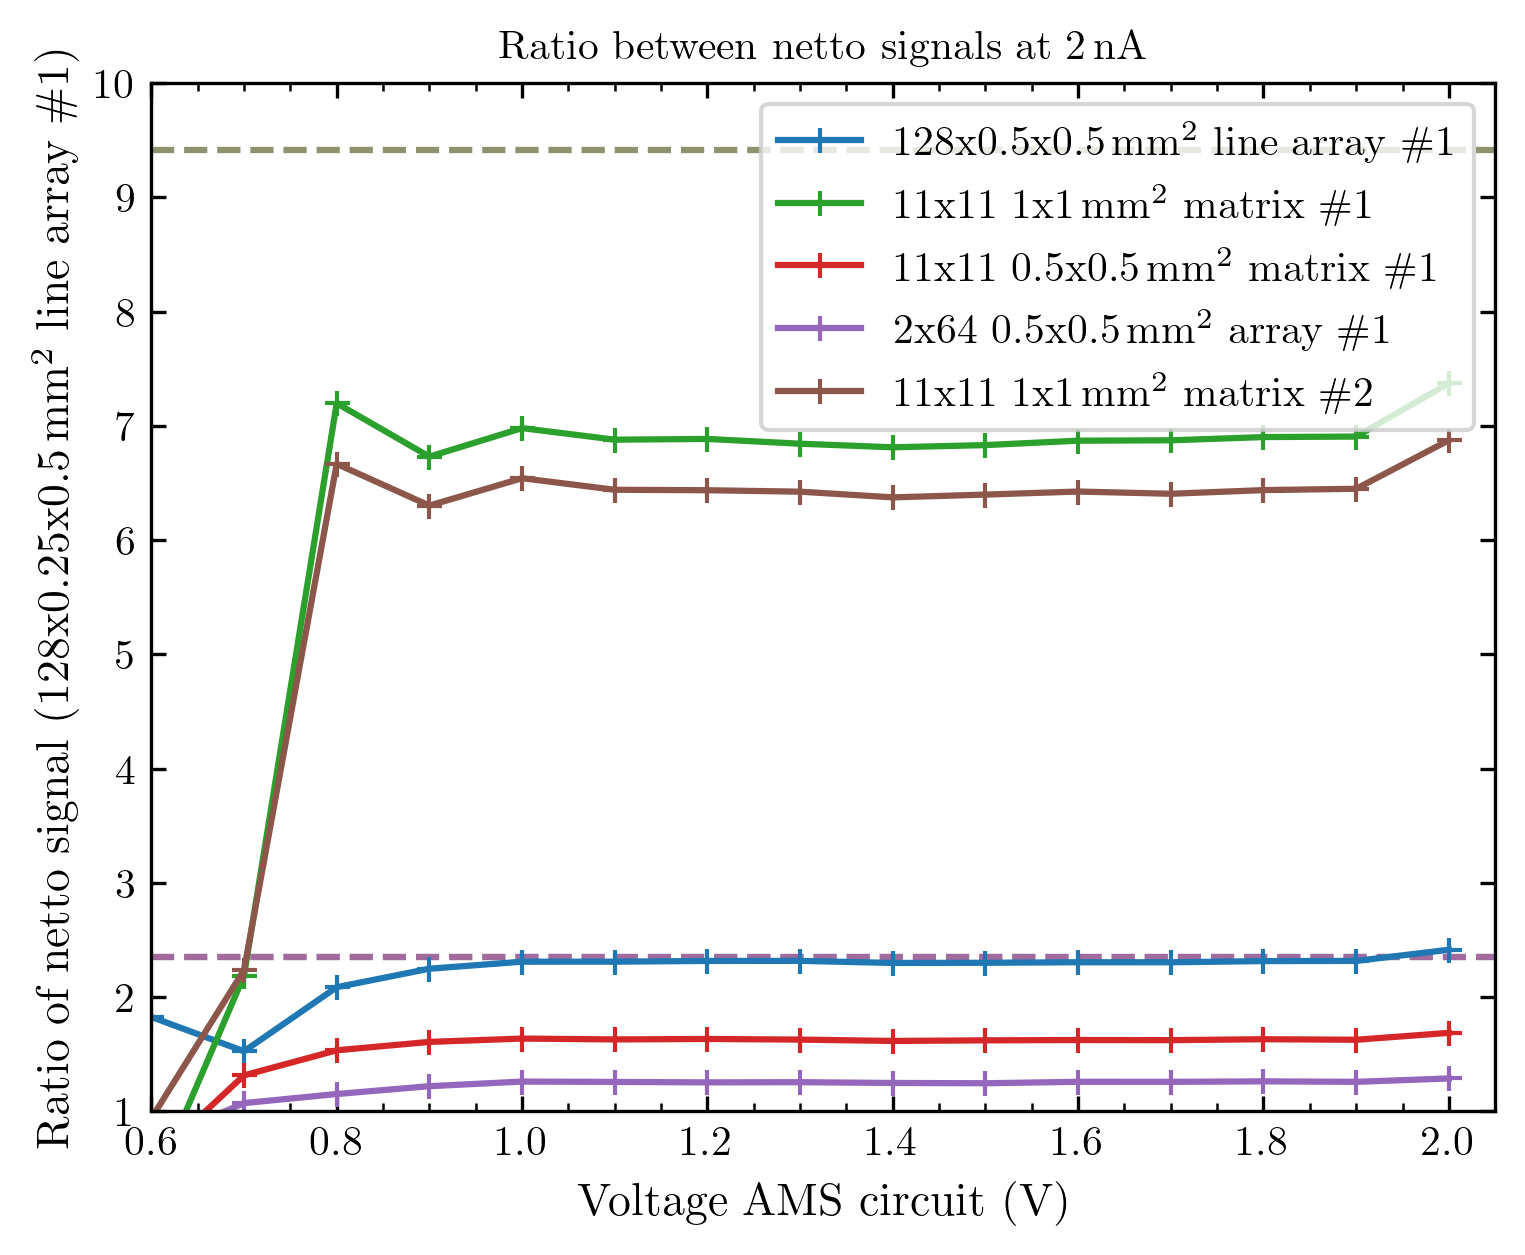 Ratio between netto signals at 2 nA
Ratio of netto signal (128x0.25x0.5 mm² line array #1)
10
9
8
7
6
5
4
3
2
1
128x0.5x0.5 mm² line array #1
11x11 1x1 mm² matrix #1
11x11 0.5x0.5 mm² matrix #1
2x64 0.5x0.5 mm² array #1
11x11 1x1 mm² matrix #2
0.6 0.8 1.0 1.2 1.4 1.6 1.8 2.0
Voltage AMS circuit (V)